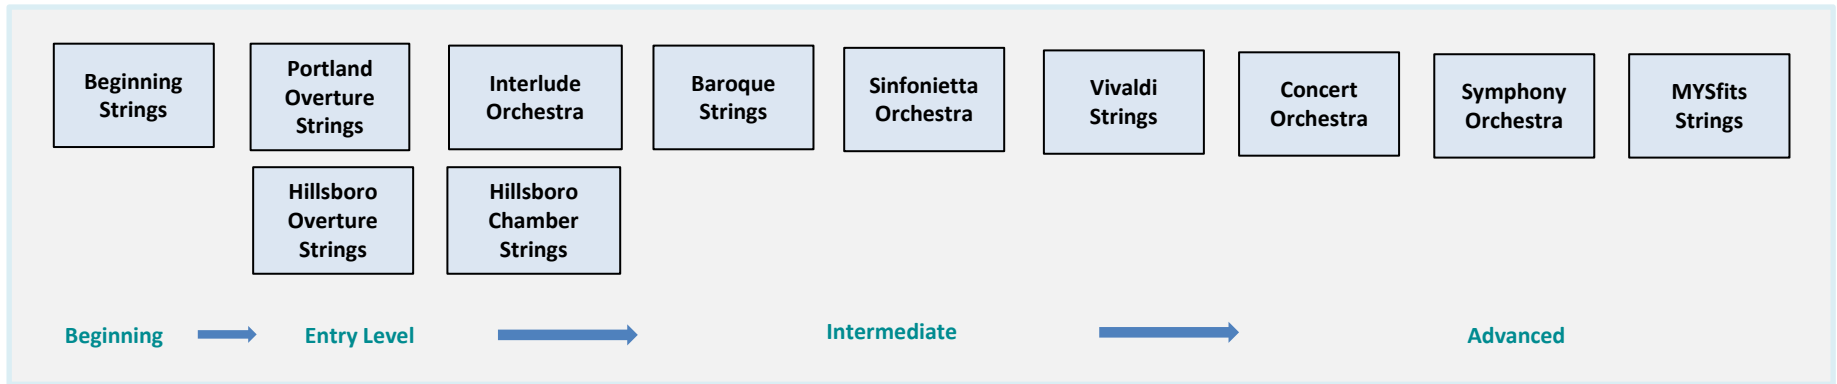 Beginning
Strings
Portland
Overture
Strings
Interlude
Orchestra
Baroque
Strings
Sinfonietta
Orchestra
Vivaldi
Strings
Concert
Orchestra
Symphony
Orchestra
MYSfits
Strings
Hillsboro
Overture
Strings
Hillsboro
Chamber
Strings
Beginning
Entry Level
Intermediate
Advanced